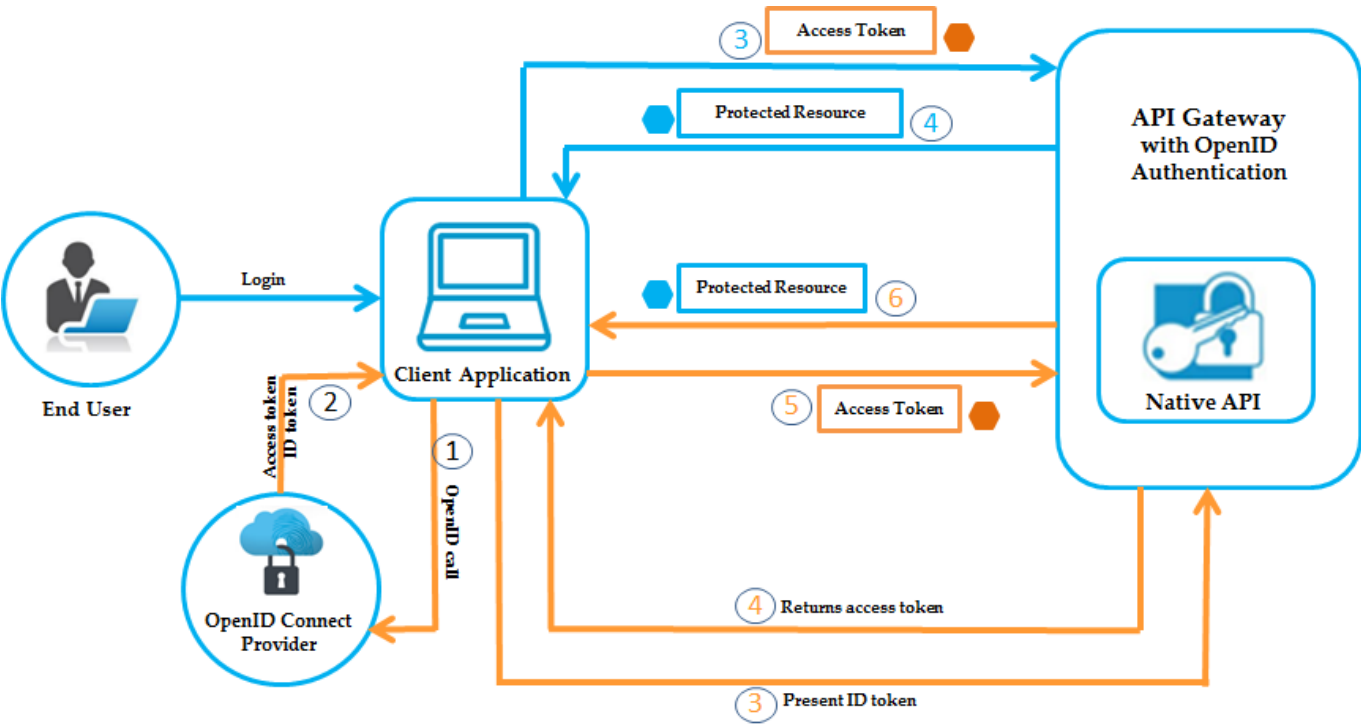 3
Access Token
Protected Resource
4
API Gateway
with OpenID
Authentication
Login
Protected Resource
6
Client Application
End User
Access token
ID token
2
5
Access Token
Native API
1
OpenID call
OpenID Connect
Provider
4
Returns access token
3
Present ID token